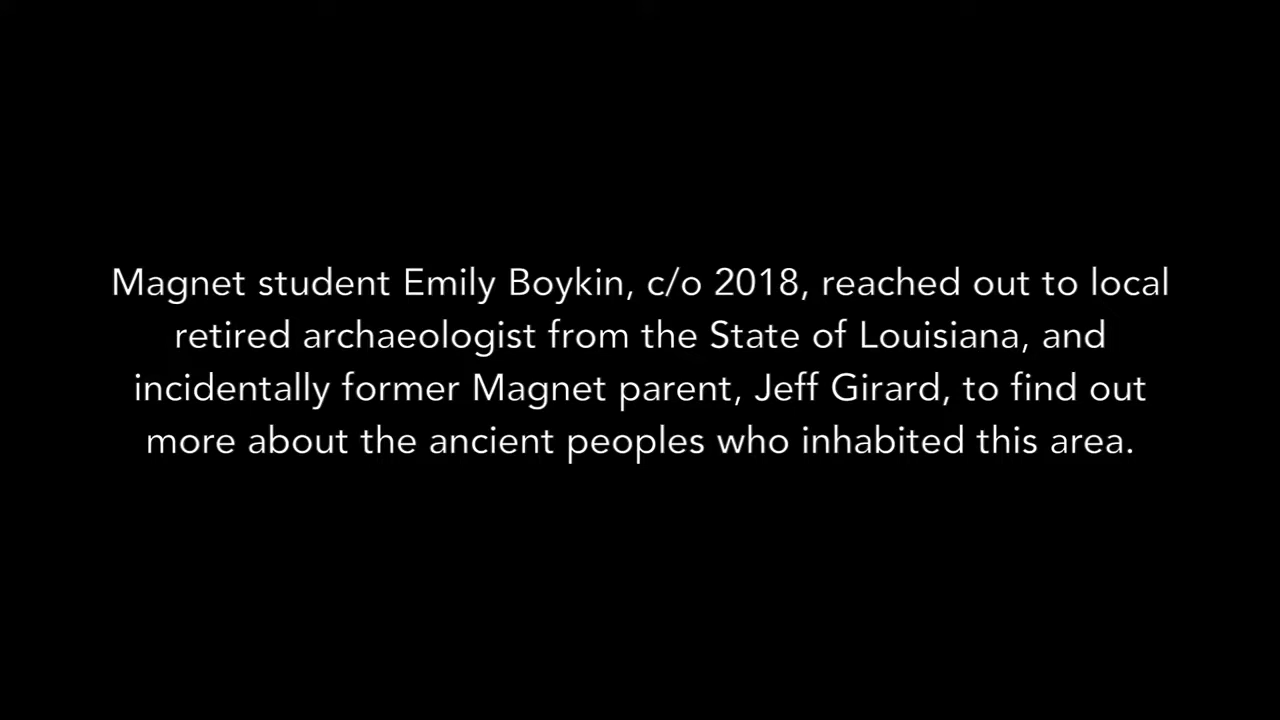 Magnet student Emily Boykin, c/o 2018, reached out to local
retired archaeologist from the State of Louisiana, and
incidentally former Magnet parent, Jeff Girard, to find out
more about the ancient peoples who inhabited this area.